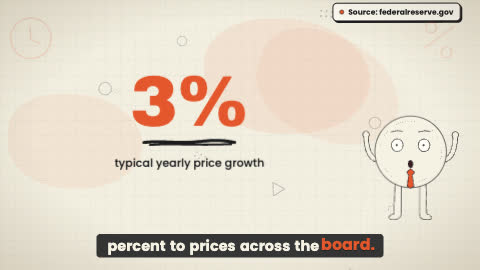 Source: federalreserve.gov
3%
typical yearly price growth
percent to prices across the board.